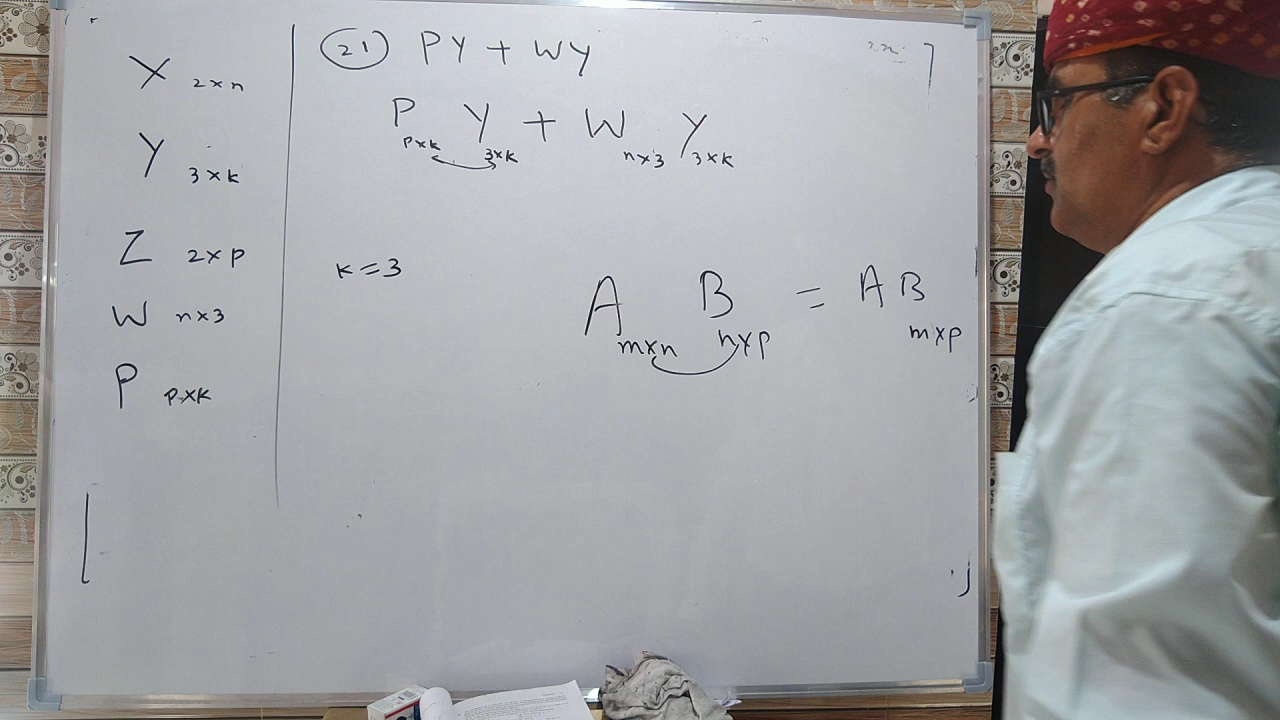 X 2×n
Y 3×k
Z 2×p
W n×3
P p×k
(21) PY + WY
P p×k Y 3×k + W n×3 Y 3×k
k=3
A m×n B n×p = AB m×p